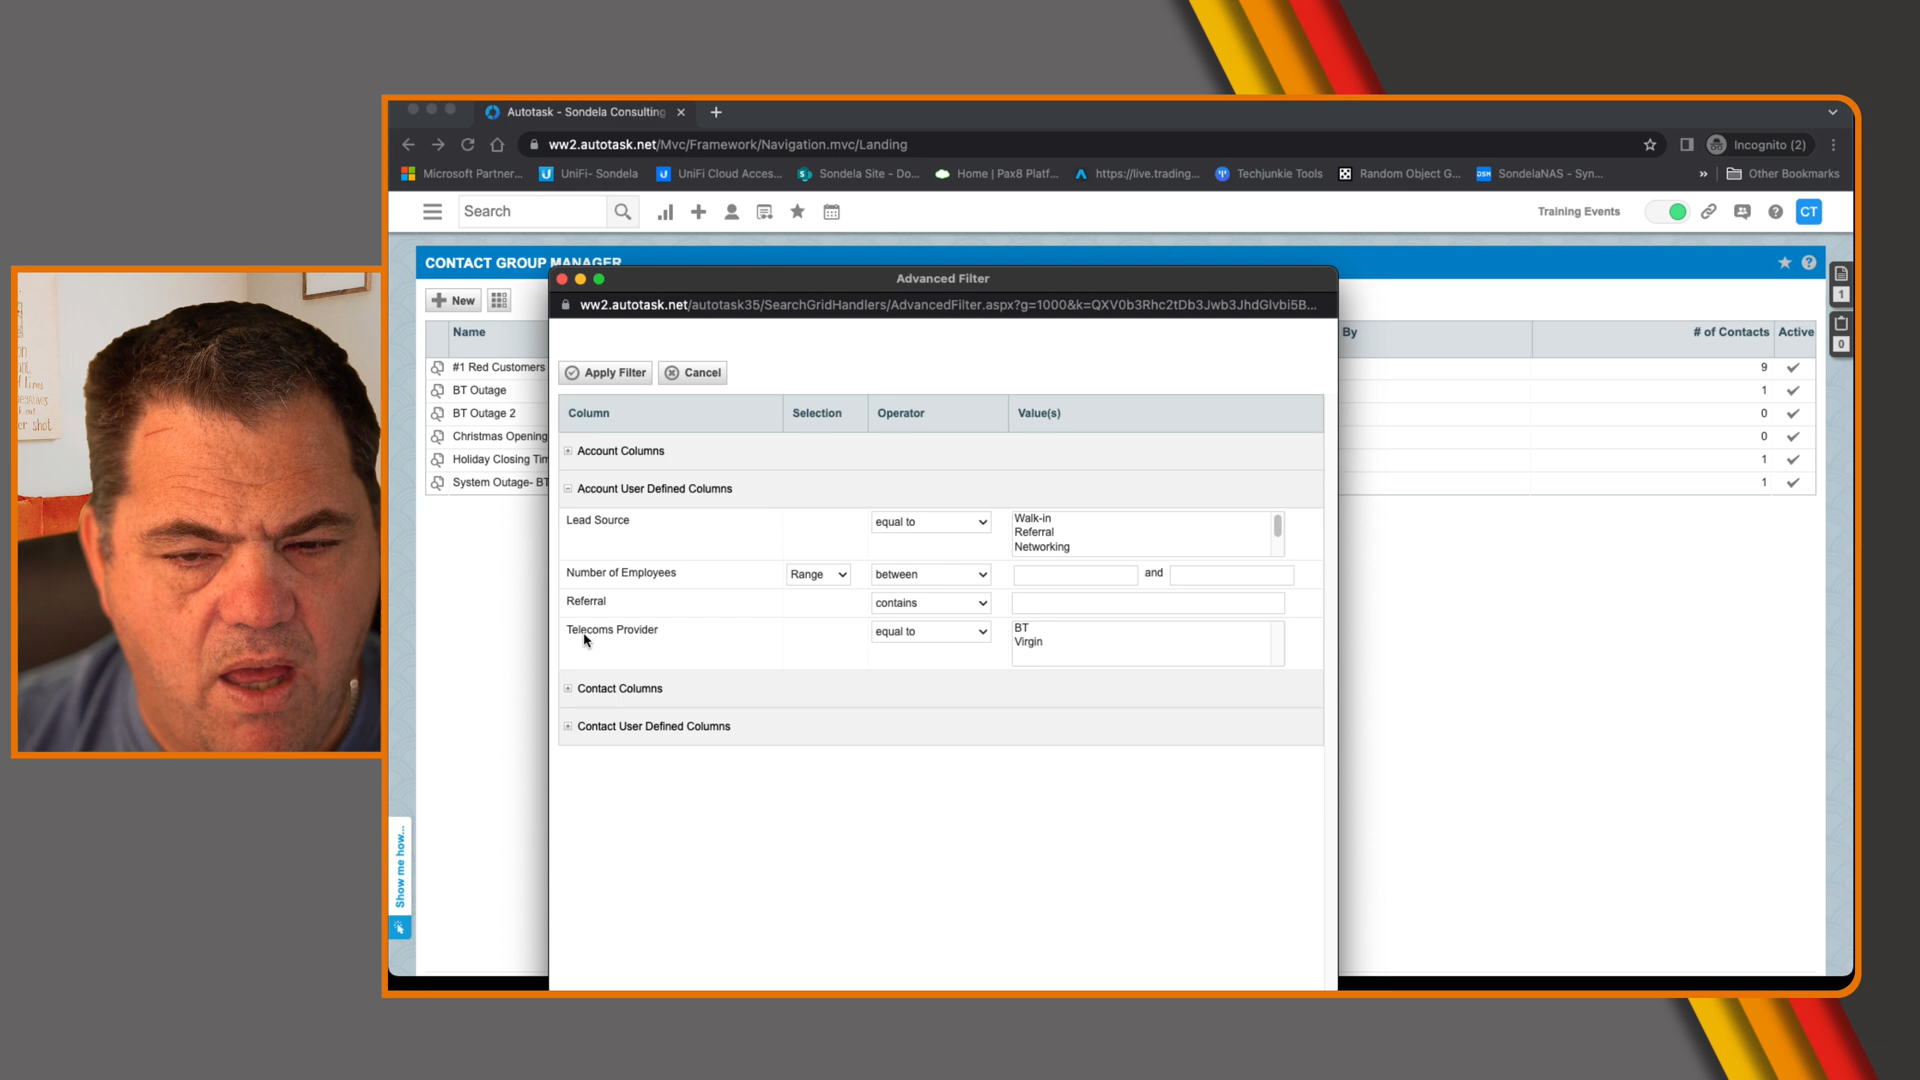 Autotask - Sondela Consulting
ww2.autotask.net/Mvc/Framework/Navigation.mvc/Landing
Incognito (2)
Microsoft Partner...
UniFi- Sondela
UniFi Cloud Acces...
Sondela Site - Do...
Home | Pax8 Platf...
https://live.trading...
Techjunkie Tools
Random Object G...
SondelaNAS - Syn...
Other Bookmarks
Search
Training Events
CT
CONTACT GROUP MANAGER
New
Name
By
# of Contacts
Active
#1 Red Customers
9
BT Outage
1
BT Outage 2
0
Christmas Opening
0
Holiday Closing Tim
1
System Outage- BT
1
1
0
Advanced Filter
ww2.autotask.net/autotask35/SearchGridHandlers/AdvancedFilter.aspx?g=1000&k=QXV0b3Rhc2tDb3Jwb3JhdGlvbi5B...
Apply Filter
Cancel
Column
Selection
Operator
Value(s)
Account Columns
Account User Defined Columns
Lead Source
equal to
Walk-in
Referral
Networking
Number of Employees
Range
between
and
Referral
contains
Telecoms Provider
equal to
BT
Virgin
Contact Columns
Contact User Defined Columns
Show me how...
shot